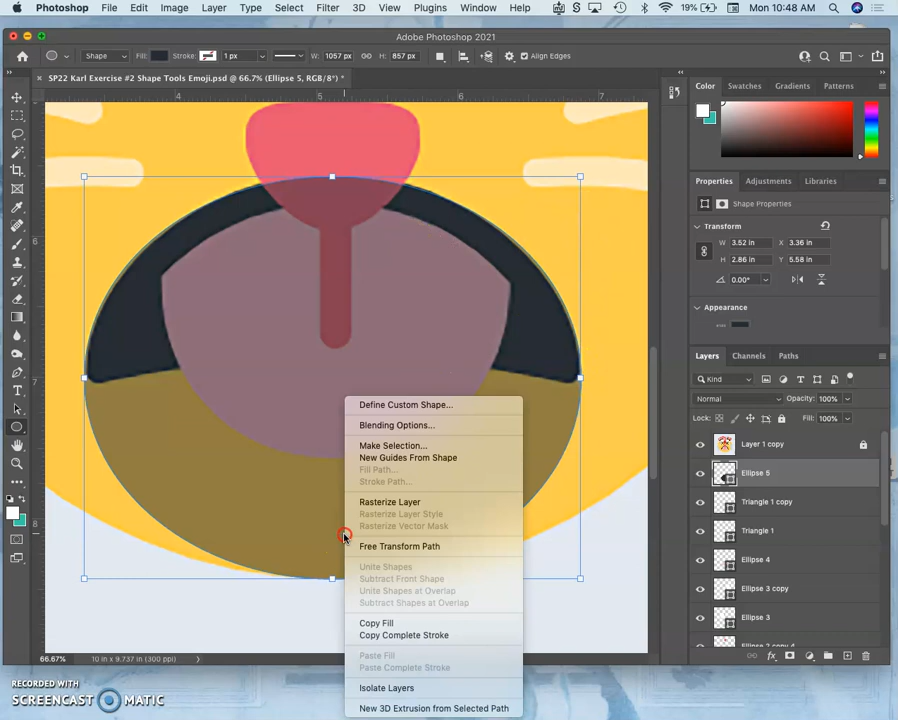 Photoshop File Edit Image Layer Type Select Filter 3D View Plugins Window Help 19% Mon 10:48 AM
Adobe Photoshop 2021
Shape Fill: Stroke: 1 px W: 1057 px H: 857 px Align Edges
SP22 Karl Exercise #2 Shape Tools Emoji.psd @ 66.7% (Ellipse 5, RGB/8*) *
4 5 6 7
6
7
8
Color Swatches Gradients Patterns
Properties Adjustments Libraries
Shape Properties
Transform
W 3.52 in X 3.36 in
H 2.86 in Y 5.58 in
0.00°
Appearance
Layers Channels Paths
Kind
Normal Opacity: 100%
Lock: Fill: 100%
Layer 1 copy
Ellipse 5
Triangle 1 copy
Triangle 1
Ellipse 4
Ellipse 3 copy
Ellipse 3
Define Custom Shape...
Blending Options...
Make Selection...
New Guides From Shape
Fill Path...
Stroke Path...
Rasterize Layer
Rasterize Layer Style
Rasterize Vector Mask
Free Transform Path
Unite Shapes
Subtract Front Shape
Unite Shapes at Overlap
Subtract Shapes at Overlap
Copy Fill
Copy Complete Stroke
Paste Fill
Paste Complete Stroke
Isolate Layers
New 3D Extrusion from Selected Path
66.67% 10 in x 9.737 in (300 ppi)
RECORDED WITH
SCREENCAST MATIC